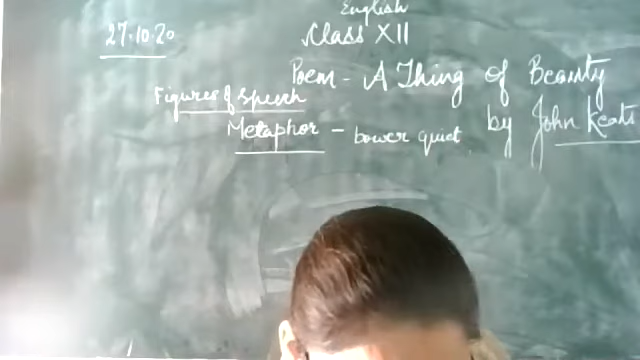 English
27.10.20
Class XII
Poem - A Thing of Beauty
by John Keats
Figures of Speech
Metaphor - bower quiet